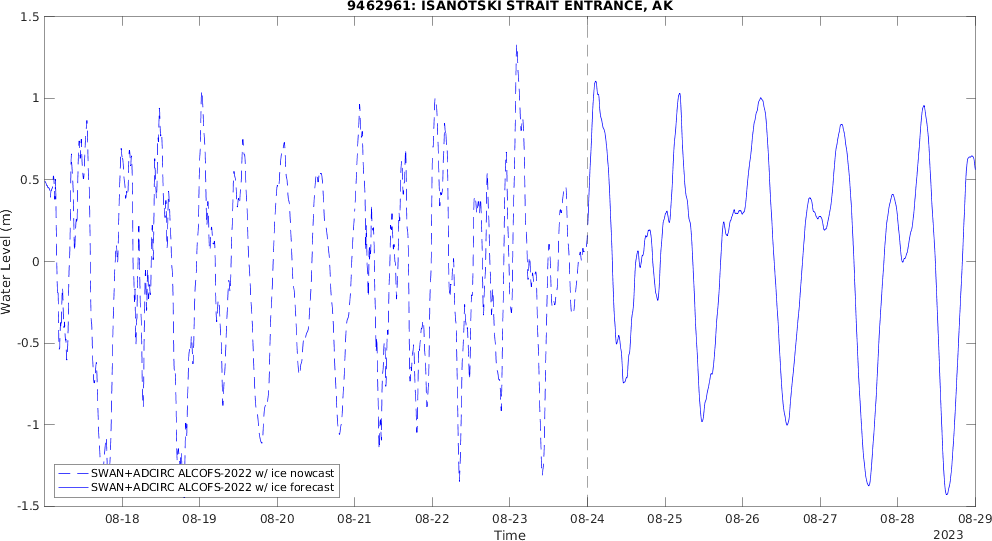 9462961: ISANOTSKI STRAIT ENTRANCE, AK
1.5
1
0.5
0
-0.5
-1
-1.5
Water Level (m)
SWAN+ADCIRC ALCOFS-2022 w/ ice nowcast
SWAN+ADCIRC ALCOFS-2022 w/ ice forecast
08-18 08-19 08-20 08-21 08-22 08-23 08-24 08-25 08-26 08-27 08-28 08-29
Time
2023